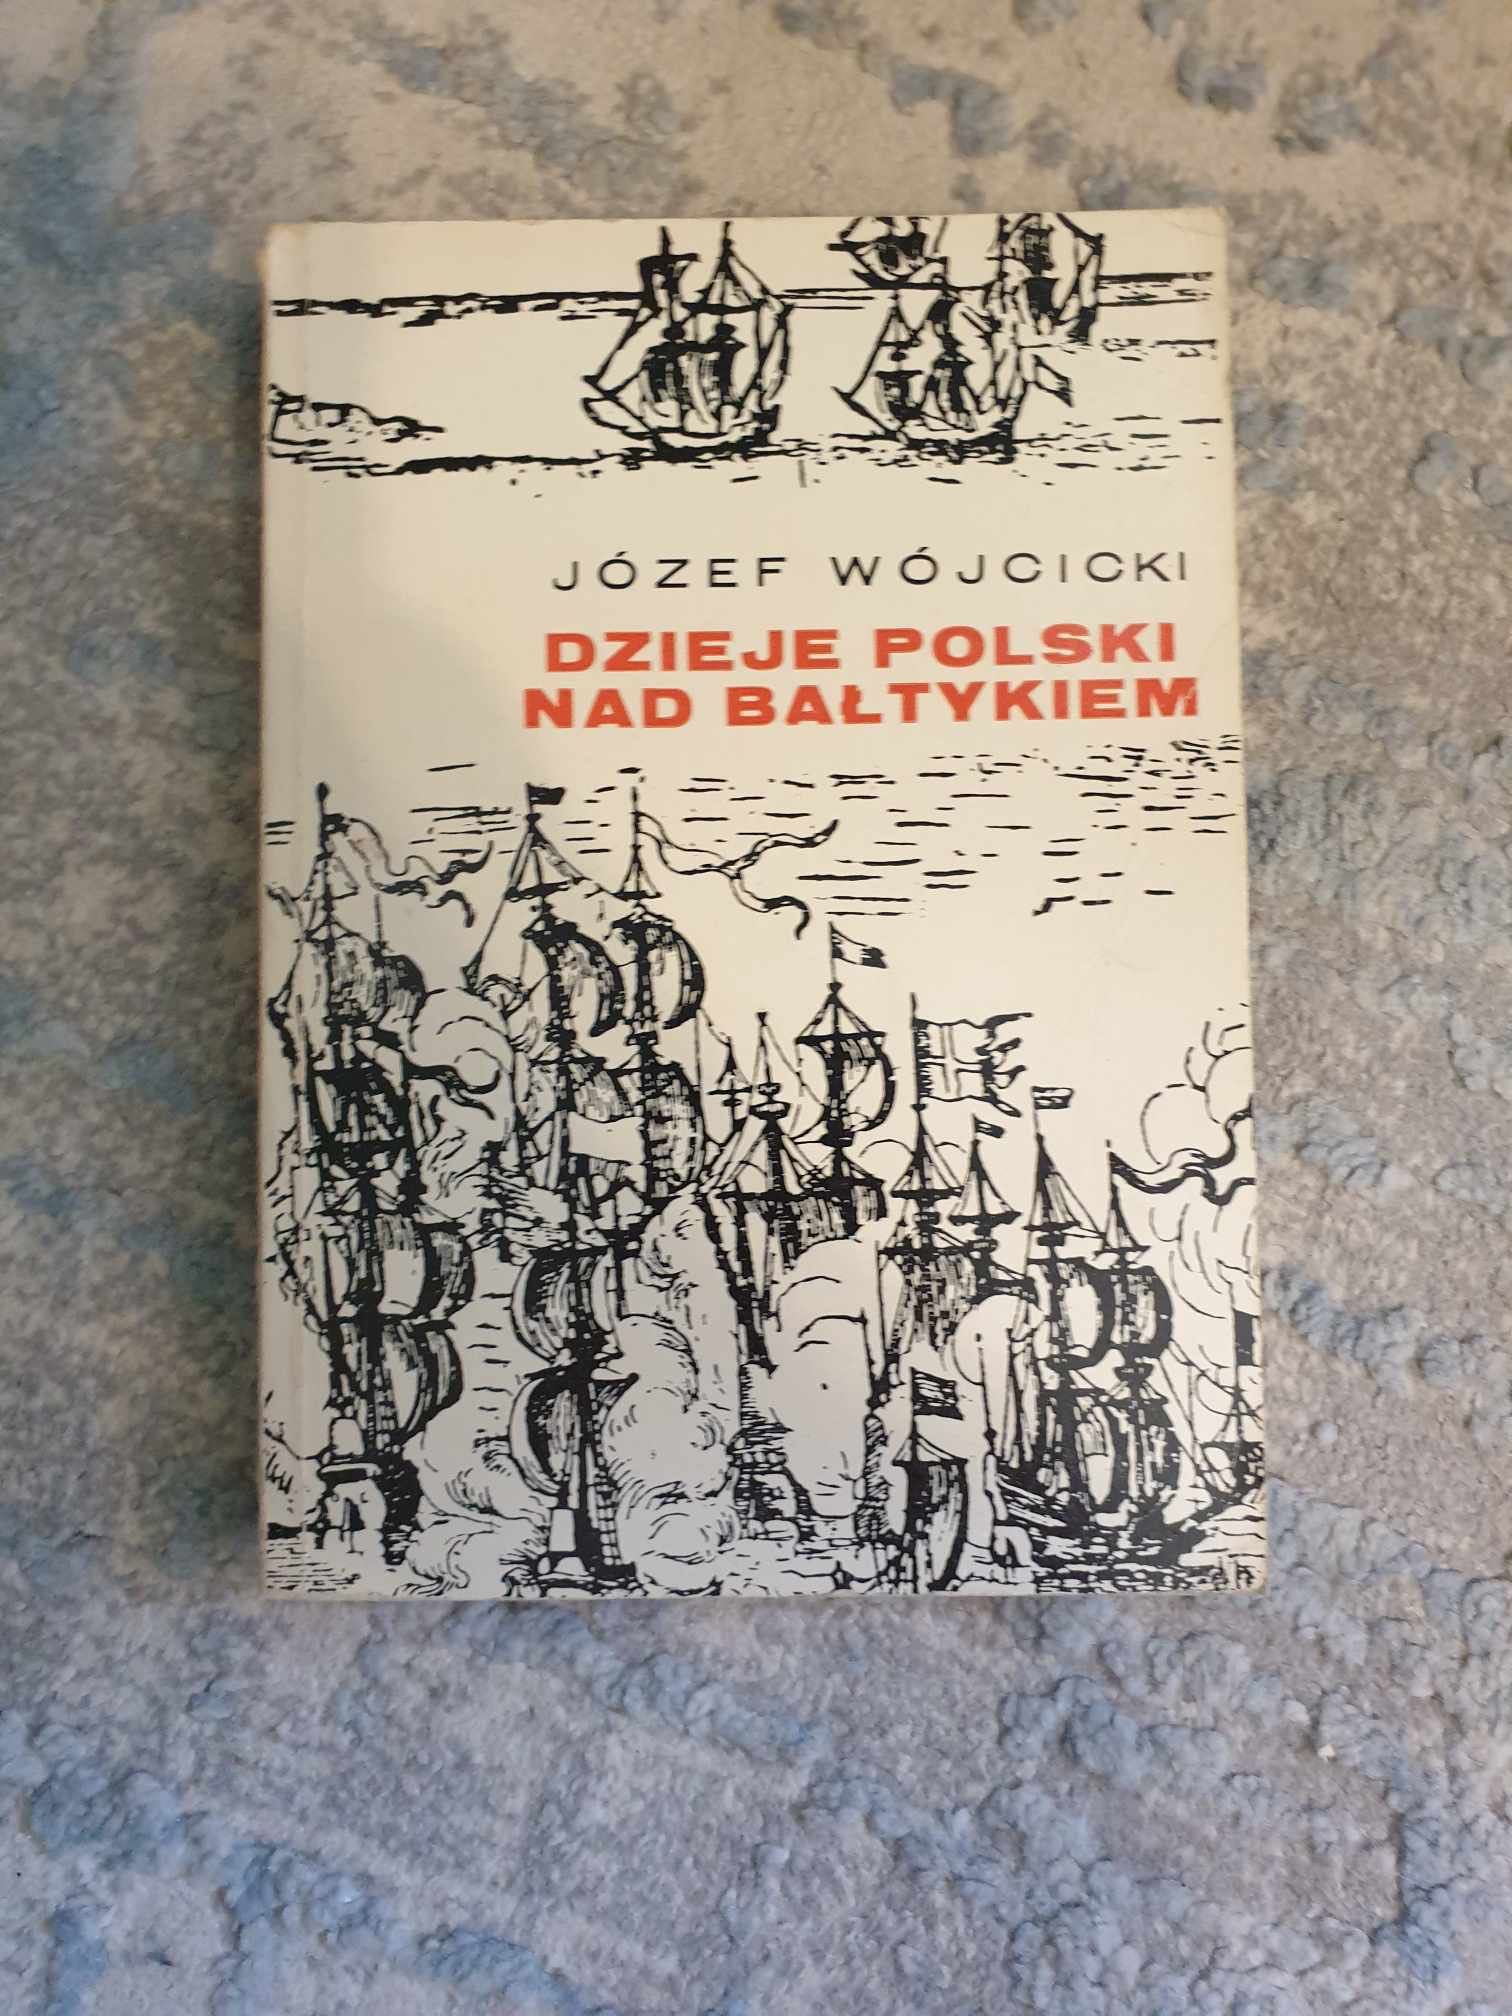 JÓZEF WÓJCICKI
DZIEJE POLSKI
NAD BAŁTYKIEM